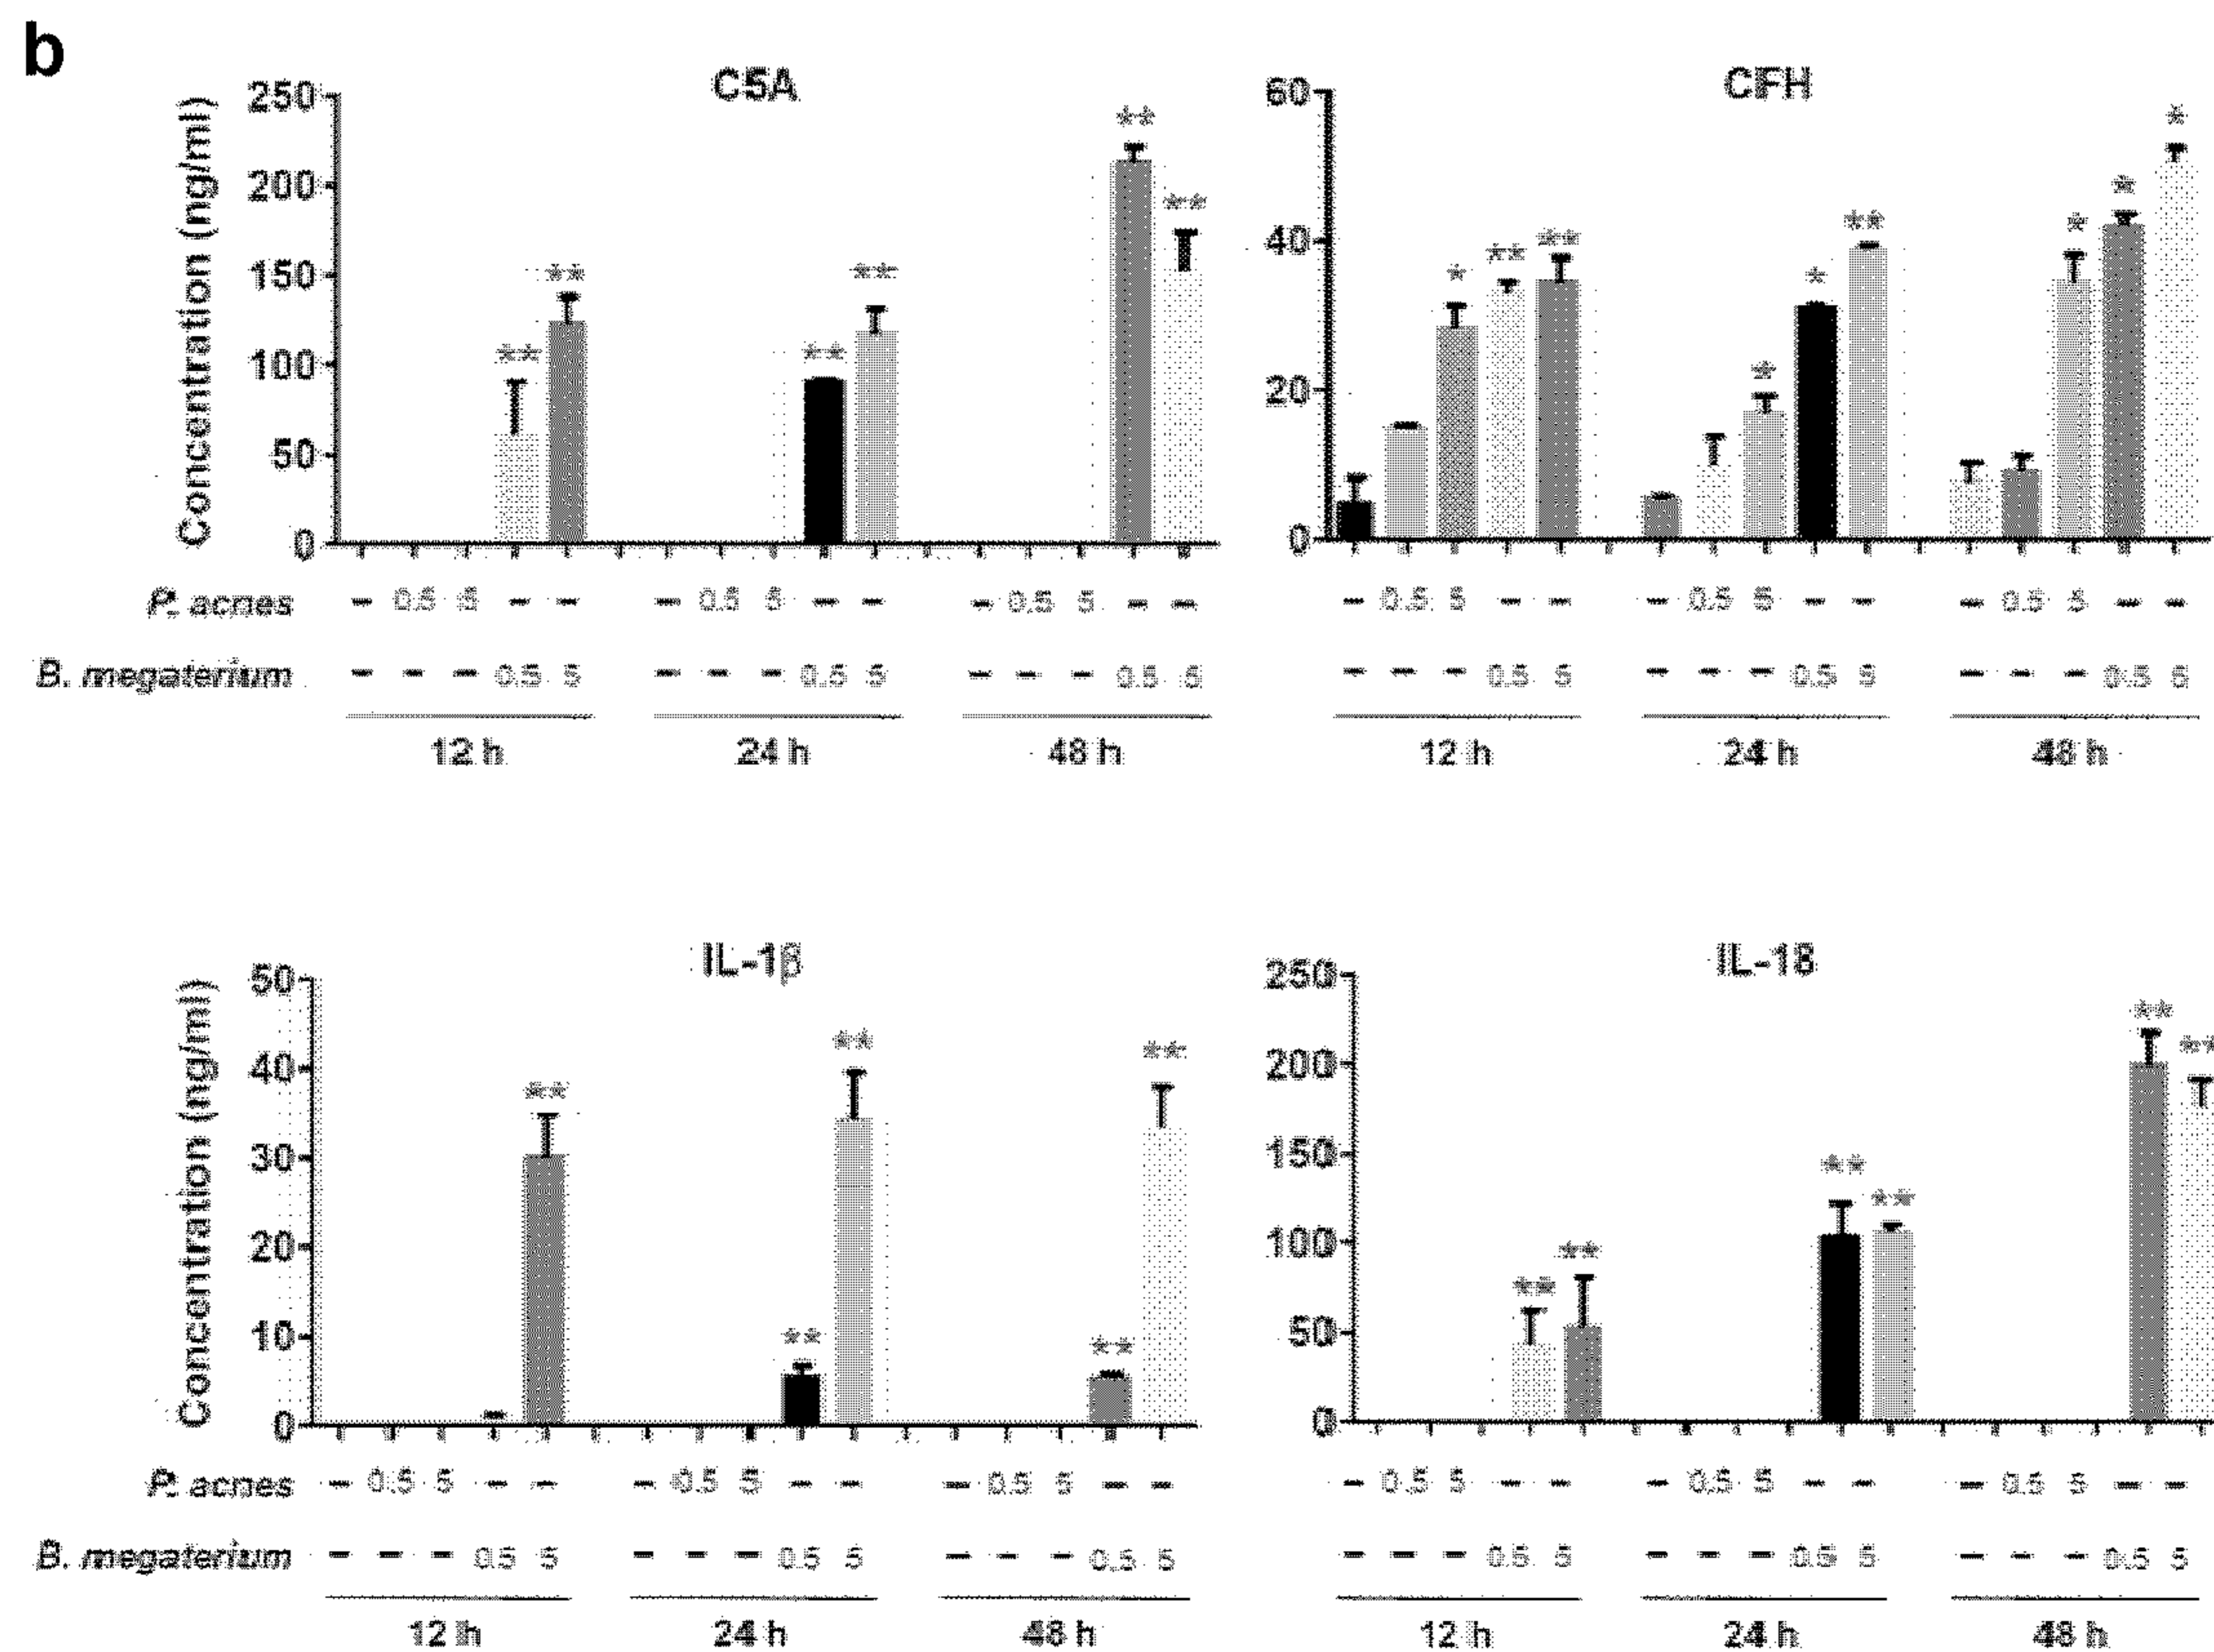 b
C5A
Concentration (ng/ml)
250
200
150
100
50
0
** ** ** ** ** **
P. acnes – 0.5 5 – – – 0.5 5 – – – 0.5 5 – –
B. megaterium – – – 0.5 5 – – – 0.5 5 – – – 0.5 5
12 h 24 h 48 h
CFH
60
40
20
0
* ** ** * * ** * * *
– 0.5 5 – – – 0.5 5 – – – 0.5 5 – –
– – – 0.5 5 – – – 0.5 5 – – – 0.5 5
12 h 24 h 48 h
IL-1β
Concentration (ng/ml)
50
40
30
20
10
0
** ** ** ** **
P. acnes – 0.5 5 – – – 0.5 5 – – – 0.5 5 – –
B. megaterium – – – 0.5 5 – – – 0.5 5 – – – 0.5 5
12 h 24 h 48 h
IL-18
250
200
150
100
50
0
** ** ** ** ** **
– 0.5 5 – – – 0.5 5 – – – 0.5 5 – –
– – – 0.5 5 – – – 0.5 5 – – – 0.5 5
12 h 24 h 48 h